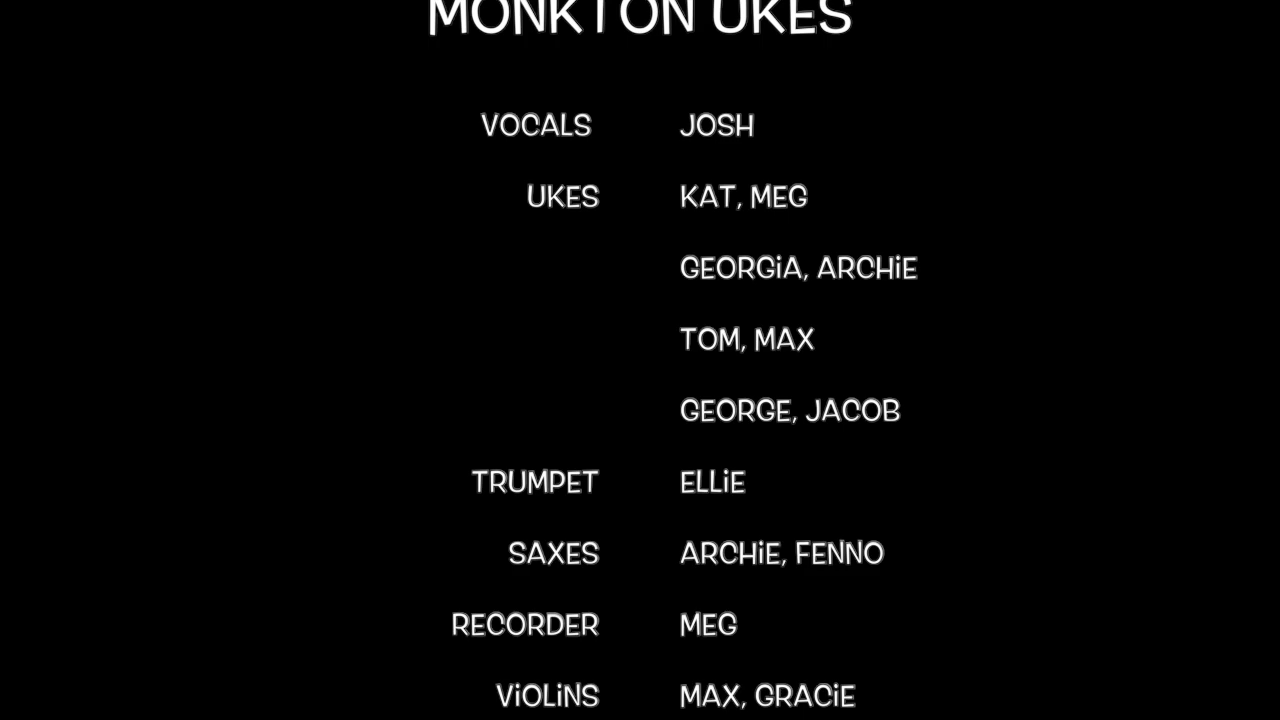 MONKTON UKES
VOCALS JOSH
UKES KAT, MEG
GEORGiA, ARCHiE
TOM, MAX
GEORGE, JACOB
TRUMPET ELLiE
SAXES ARCHiE, FENNO
RECORDER MEG
ViOLiNS MAX, GRACiE